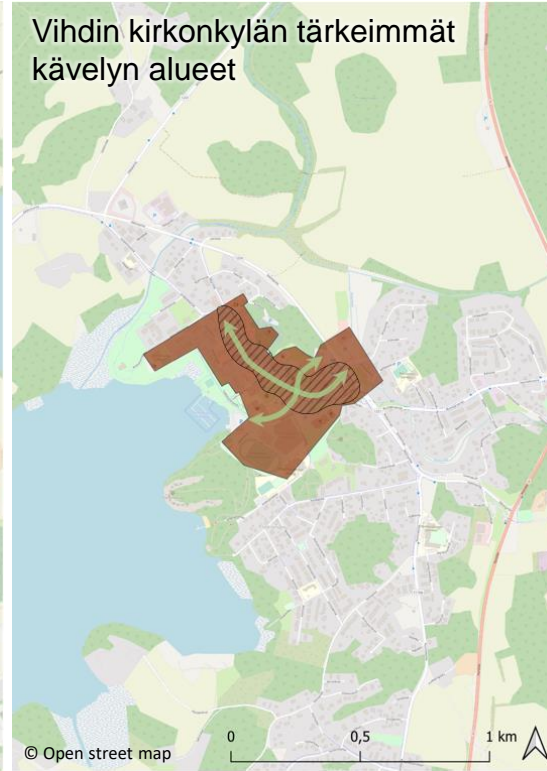 Vihdin kirkonkylän tärkeimmät
kävelyn alueet
0 0,5 1 km
© Open street map